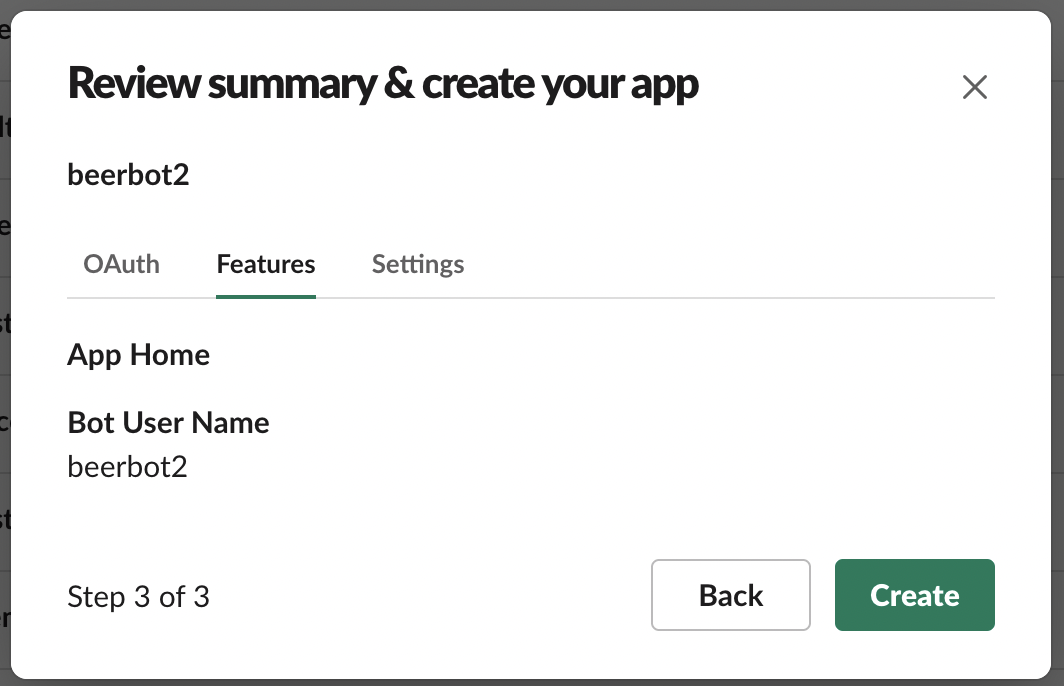 Review summary & create your app
beerbot2
OAuth Features Settings
App Home
Bot User Name
beerbot2
Step 3 of 3
Back Create